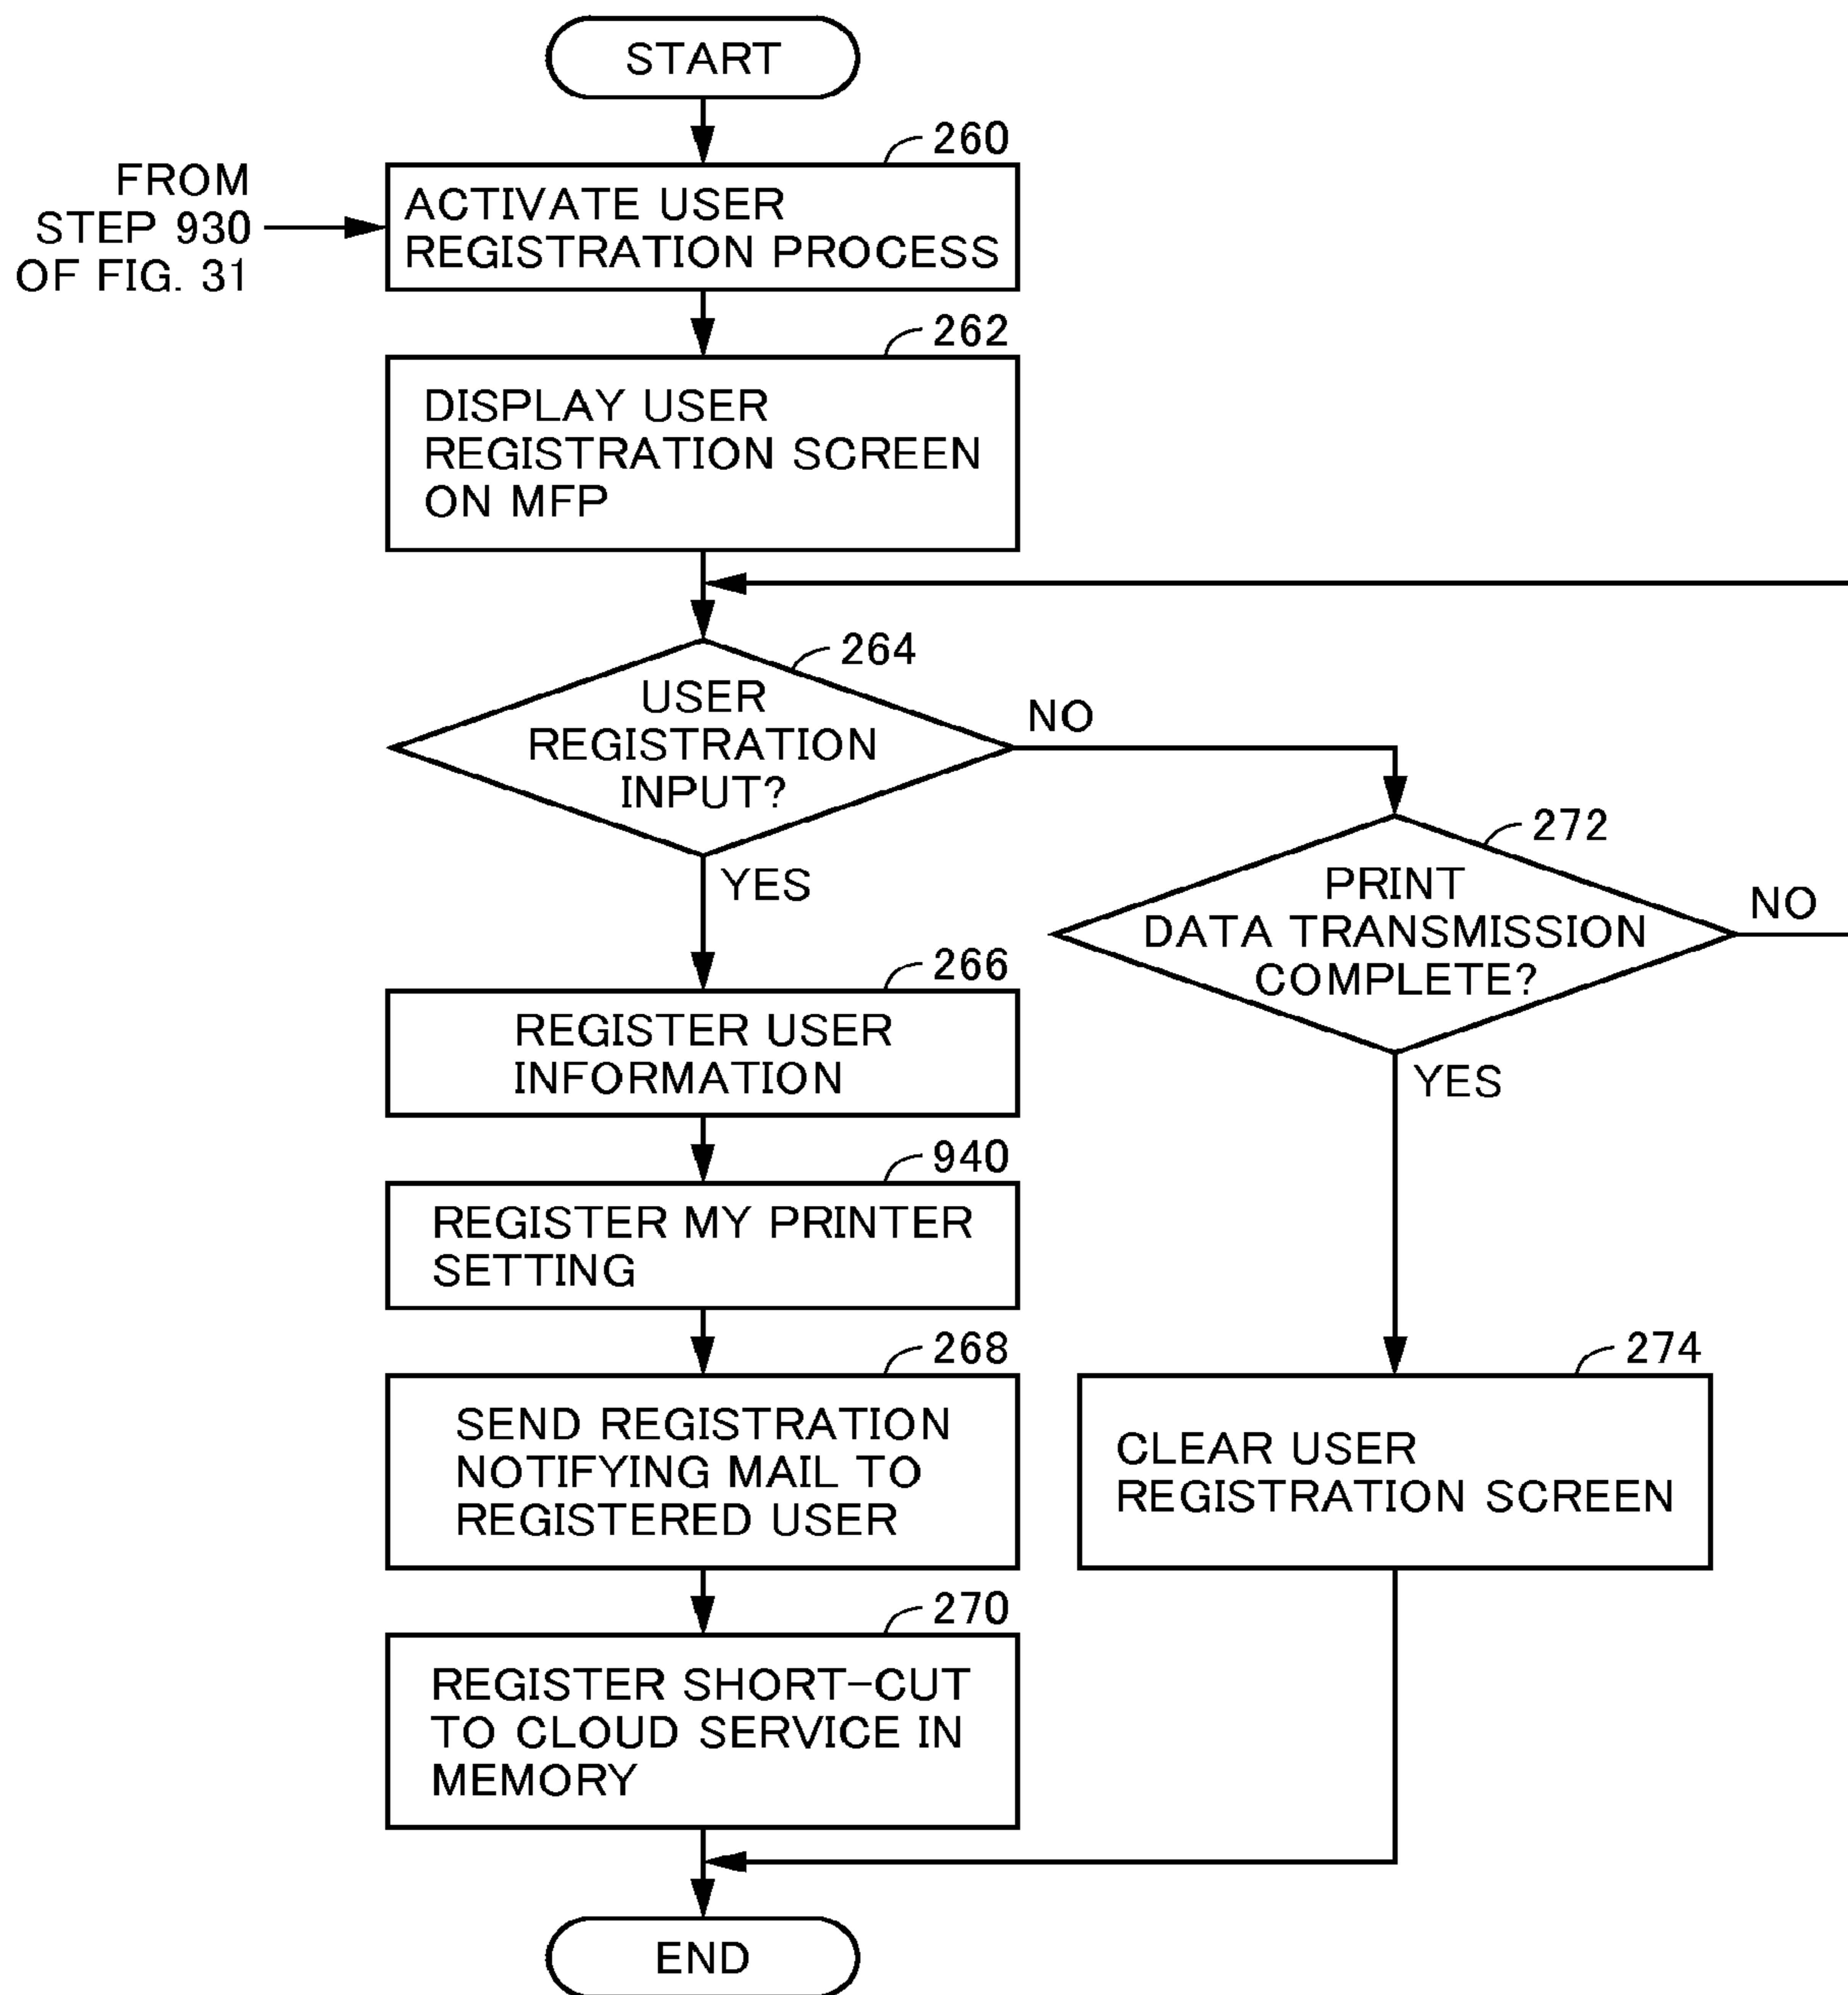 START
260
FROM
STEP 930
OF FIG. 31
ACTIVATE USER
REGISTRATION PROCESS
262
DISPLAY USER
REGISTRATION SCREEN
ON MFP
264
USER
REGISTRATION
INPUT?
NO
YES
272
PRINT
DATA TRANSMISSION
COMPLETE?
NO
YES
266
REGISTER USER
INFORMATION
940
REGISTER MY PRINTER
SETTING
268
SEND REGISTRATION
NOTIFYING MAIL TO
REGISTERED USER
274
CLEAR USER
REGISTRATION SCREEN
270
REGISTER SHORT-CUT
TO CLOUD SERVICE IN
MEMORY
END